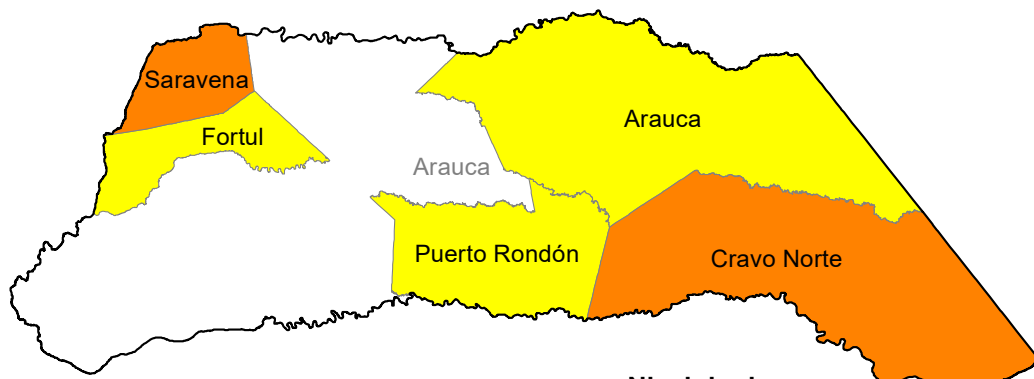 Saravena
Fortul
Arauca
Arauca
Puerto Rondón
Cravo Norte